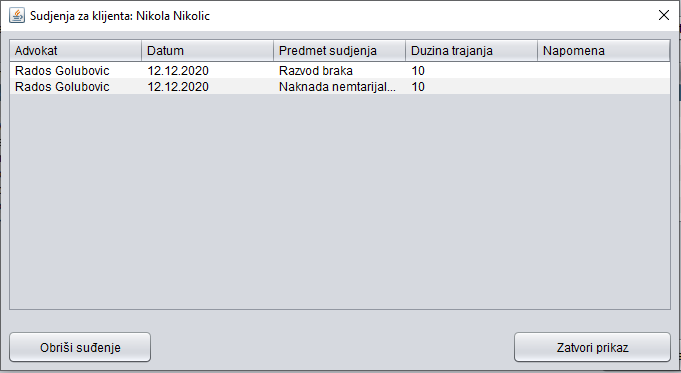 Sudjenja za klijenta: Nikola Nikolic
Advokat Datum Predmet sudjenja Duzina trajanja Napomena
Rados Golubovic 12.12.2020 Razvod braka 10
Rados Golubovic 12.12.2020 Naknada nemtarijal... 10
Obriši suđenje Zatvori prikaz